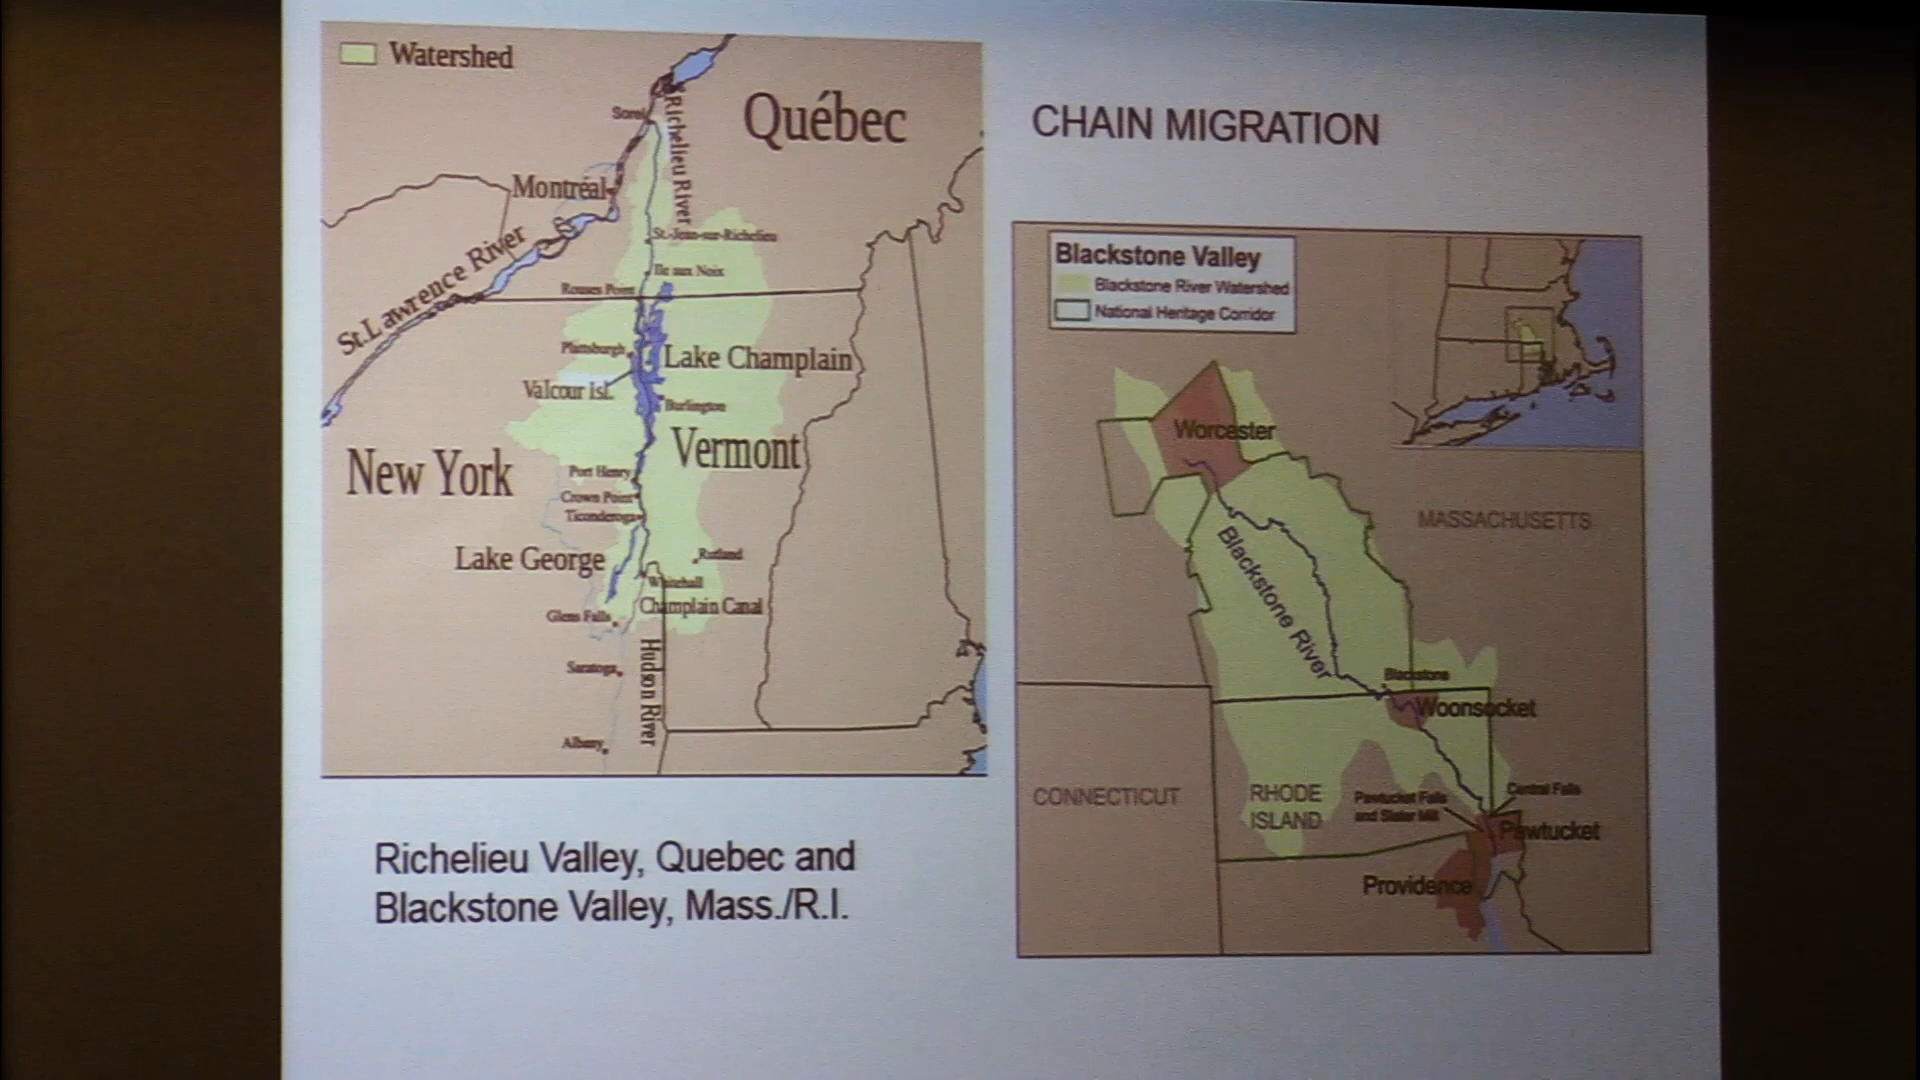 Watershed
Québec
Sorel
Richelieu River
Montréal
St. Lawrence River
St.-Jean-sur-Richelieu
Ile aux Noix
Rouses Point
Plattsburgh
Lake Champlain
Valcour Isl.
Burlington
Vermont
New York
Port Henry
Crown Point
Ticonderoga
Lake George
Rutland
Whitehall
Champlain Canal
Glens Falls
Hudson River
Saratoga
Albany
Richelieu Valley, Quebec and
Blackstone Valley, Mass./R.I.
CHAIN MIGRATION
Blackstone Valley
Blackstone River Watershed
National Heritage Corridor
Worcester
MASSACHUSETTS
Blackstone River
Blackstone
Woonsocket
CONNECTICUT
RHODE
ISLAND
Pawtucket Falls
and Slater Mill
Central Falls
Pawtucket
Providence